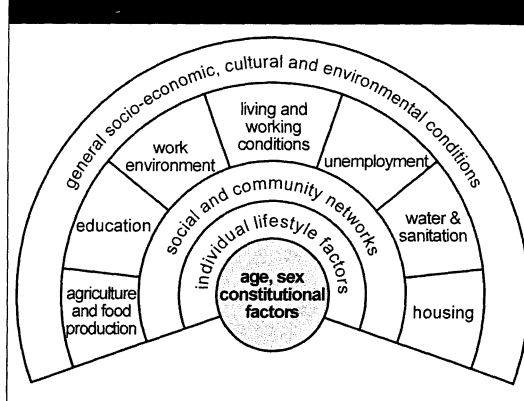 general socio-economic, cultural and environmental conditions
living and
working
conditions
work
environment
unemployment
education
water &
sanitation
agriculture
and food
production
housing
social and community networks
individual lifestyle factors
age, sex
constitutional
factors